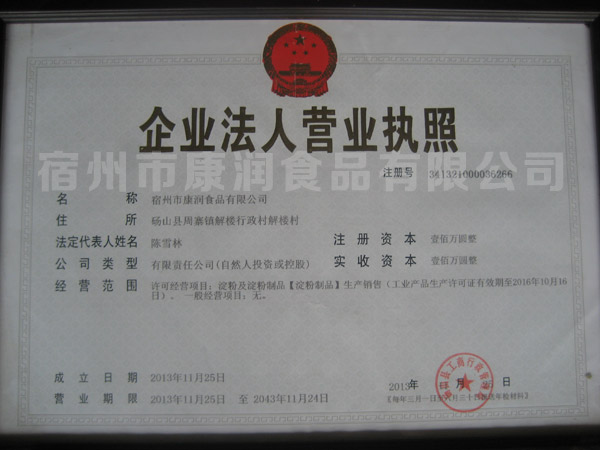 企业法人营业执照
宿州市康润食品有限公司
注册号 341321000036266
名称 宿州市康润食品有限公司
住所 砀山县周寨镇解楼行政村解楼村
法定代表人姓名 陈雪林 注册资本 壹佰万圆整
公司类型 有限责任公司(自然人投资或控股) 实收资本 壹佰万圆整
经营范围 许可经营项目：淀粉及淀粉制品【淀粉制品】生产销售（工业产品生产许可证有效期至2016年10月16
日）。一般经营项目：无。
成立日期 2013年11月25日
营业期限 2013年11月25日 至 2043年11月24日
2013年 月 日